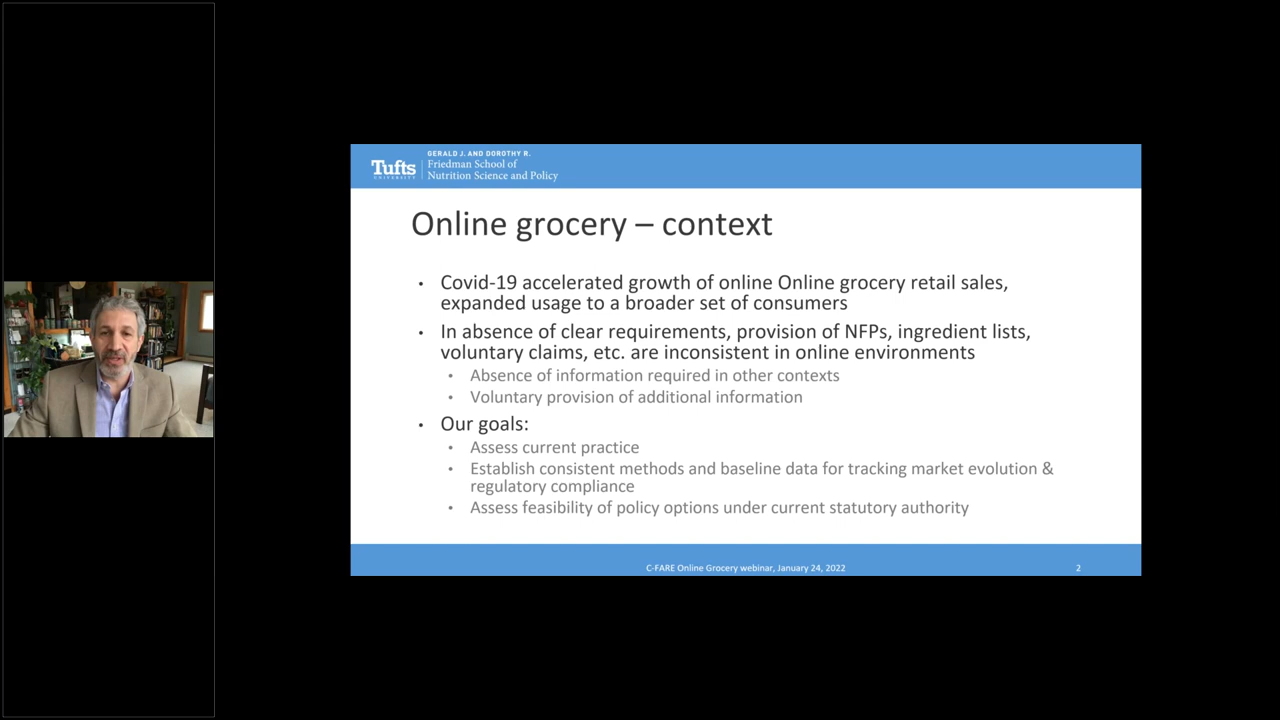 Tufts
UNIVERSITY
GERALD J. AND DOROTHY R.
Friedman School of
Nutrition Science and Policy
Online grocery – context
• Covid-19 accelerated growth of online Online grocery retail sales,
expanded usage to a broader set of consumers
• In absence of clear requirements, provision of NFPs, ingredient lists,
voluntary claims, etc. are inconsistent in online environments
• Absence of information required in other contexts
• Voluntary provision of additional information
• Our goals:
• Assess current practice
• Establish consistent methods and baseline data for tracking market evolution &
regulatory compliance
• Assess feasibility of policy options under current statutory authority
C-FARE Online Grocery webinar, January 24, 2022
2